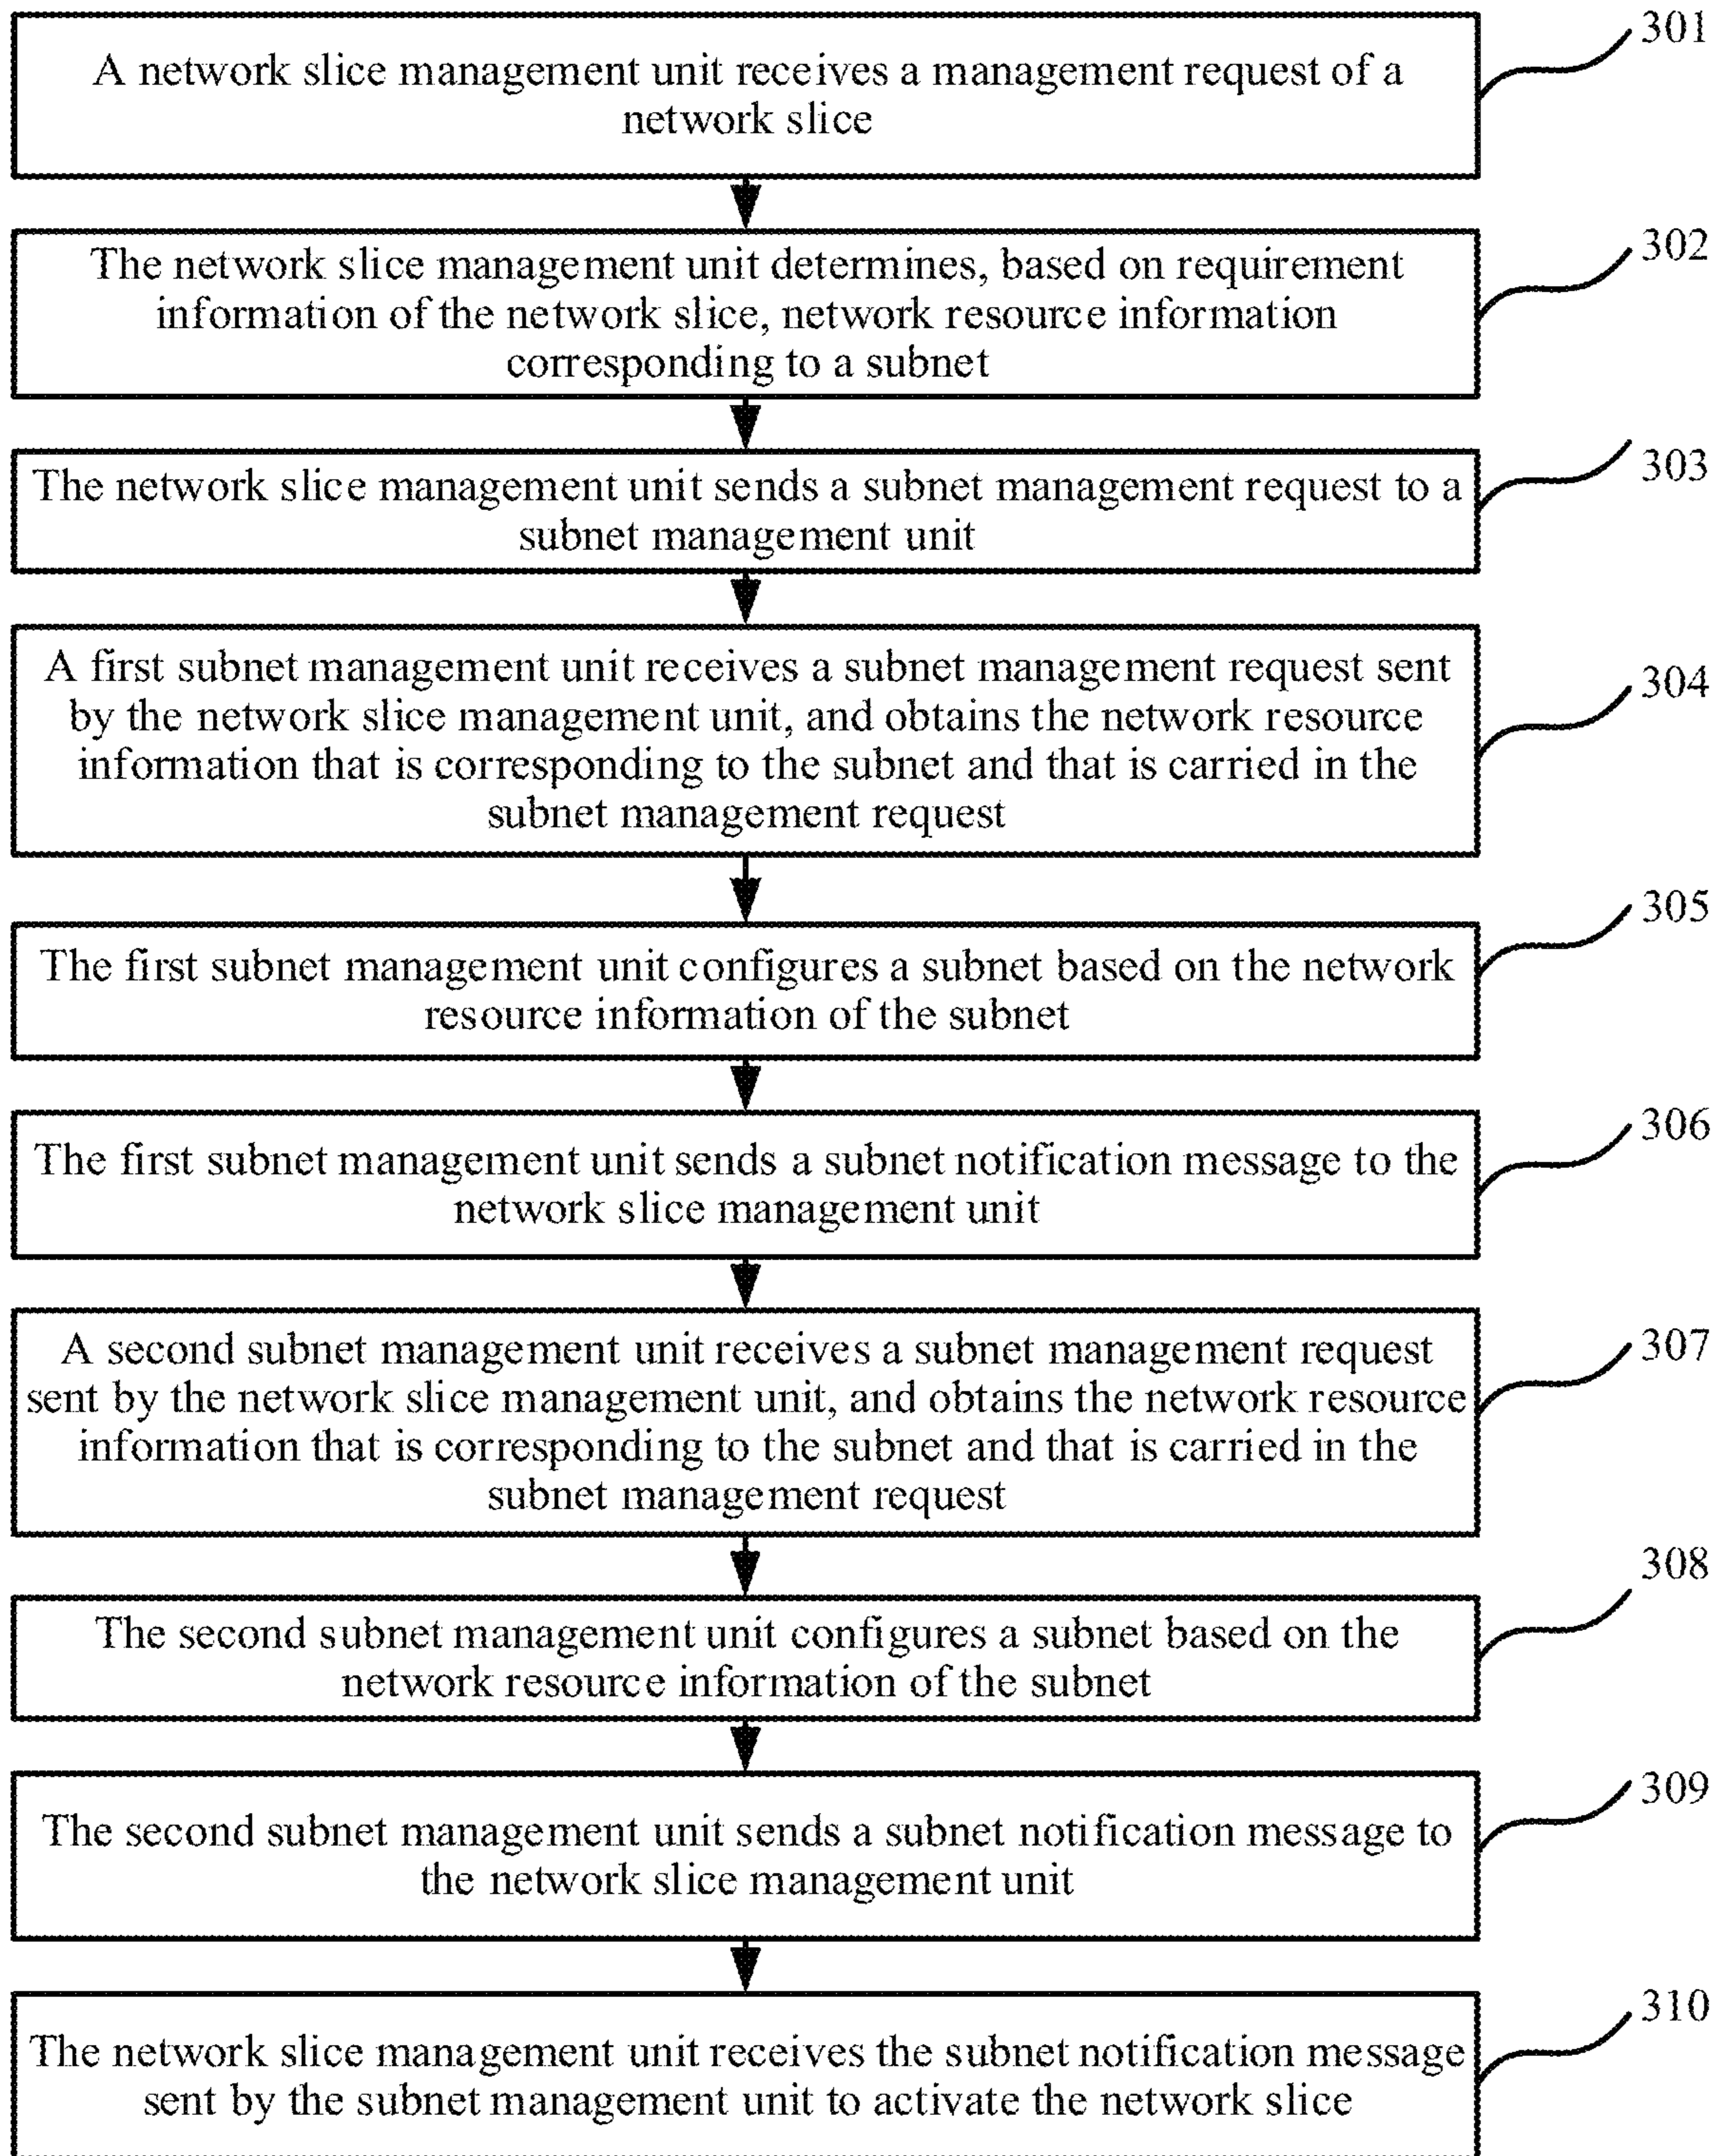 301
A network slice management unit receives a management request of a
network slice
302
The network slice management unit determines, based on requirement
information of the network slice, network resource information
corresponding to a subnet
303
The network slice management unit sends a subnet management request to a
subnet management unit
304
A first subnet management unit receives a subnet management request sent
by the network slice management unit, and obtains the network resource
information that is corresponding to the subnet and that is carried in the
subnet management request
305
The first subnet management unit configures a subnet based on the network
resource information of the subnet
306
The first subnet management unit sends a subnet notification message to the
network slice management unit
307
A second subnet management unit receives a subnet management request
sent by the network slice management unit, and obtains the network resource
information that is corresponding to the subnet and that is carried in the
subnet management request
308
The second subnet management unit configures a subnet based on the
network resource information of the subnet
309
The second subnet management unit sends a subnet notification message to
the network slice management unit
310
The network slice management unit receives the subnet notification message
sent by the subnet management unit to activate the network slice